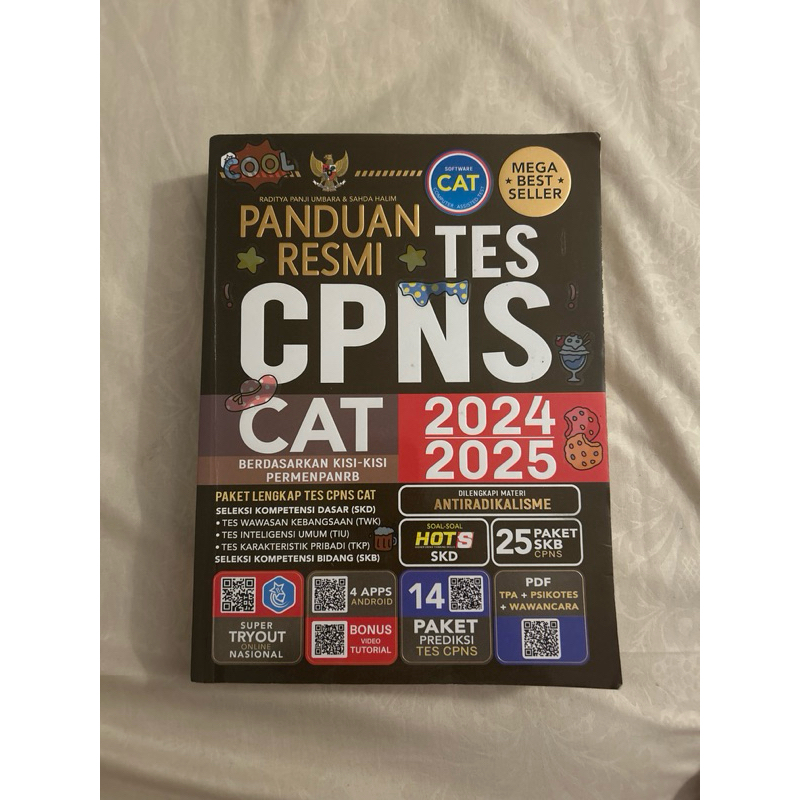 COOL
SOFTWARE
CAT
COMPUTER ASSISTED TEST
MEGA
BEST
SELLER
RADITYA PANJI UMBARA & SAHDA HALIM
PANDUAN
RESMI
TES
CPNS
CAT
BERDASARKAN KISI-KISI
PERMENPANRB
2024
2025
PAKET LENGKAP TES CPNS CAT
SELEKSI KOMPETENSI DASAR (SKD)
• TES WAWASAN KEBANGSAAN (TWK)
• TES INTELIGENSI UMUM (TIU)
• TES KARAKTERISTIK PRIBADI (TKP)
SELEKSI KOMPETENSI BIDANG (SKB)
DILENGKAPI MATERI
ANTIRADIKALISME
SOAL-SOAL
HOTS
SKD
25 PAKET
SKB
CPNS
SUPER
TRYOUT
ONLINE
NASIONAL
4 APPS
ANDROID
BONUS
VIDEO
TUTORIAL
14
PAKET
PREDIKSI
TES CPNS
PDF
TPA + PSIKOTES
+ WAWANCARA